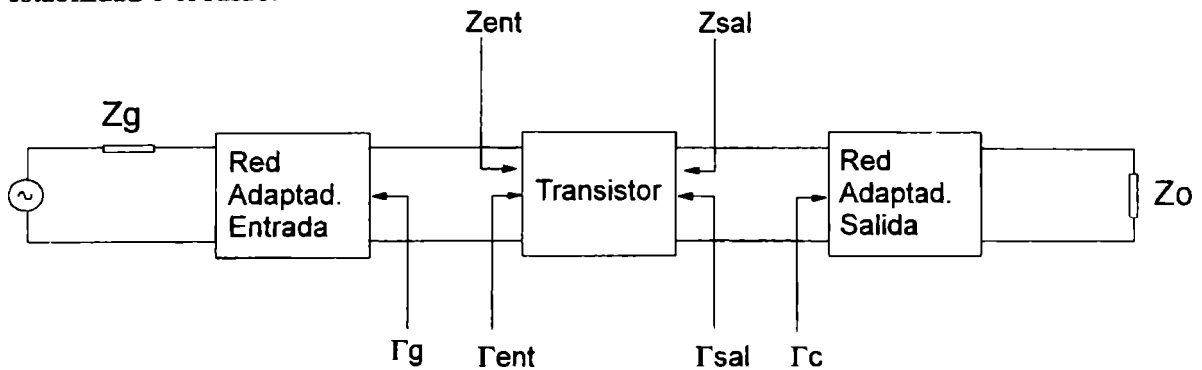 Zent
Zsal
Zg
Red
Adaptad.
Entrada
Transistor
Red
Adaptad.
Salida
Zo
Γg
Γent
Γsal
Γc